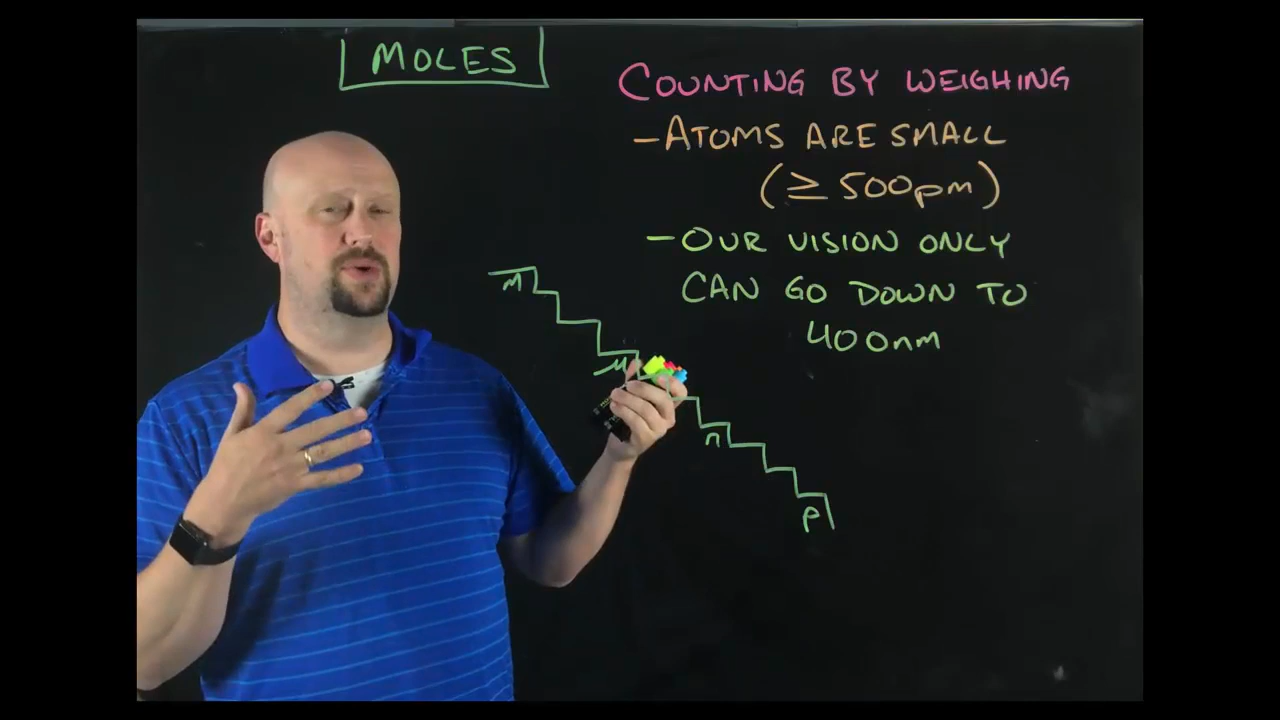 MOLES
COUNTING BY WEIGHING
- ATOMS ARE SMALL
(≥ 500pm)
- OUR VISION ONLY
CAN GO DOWN TO
400nm
M
μ
n
p